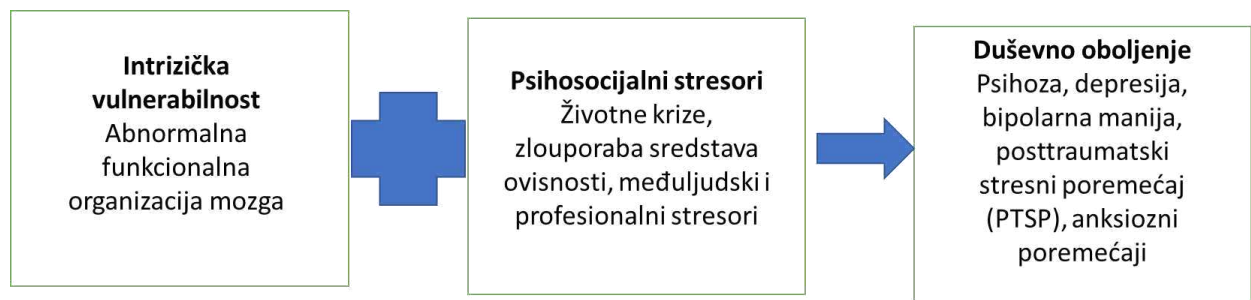 Intrizička
vulnerabilnost
Abnormalna
funkcionalna
organizacija mozga
Psihosocijalni stresori
Životne krize,
zlouporaba sredstava
ovisnosti, međuljudski i
profesionalni stresori
Duševno oboljenje
Psihoza, depresija,
bipolarna manija,
posttraumatski
stresni poremećaj
(PTSP), anksiozni
poremećaji